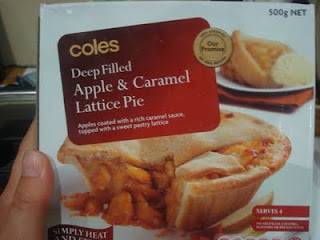 500g NET
coles
Our
Promise
Deep Filled
Apple & Caramel
Lattice Pie
Apples coated with a rich caramel sauce,
topped with a sweet pastry lattice
SERVES 4
SIMPLY HEAT